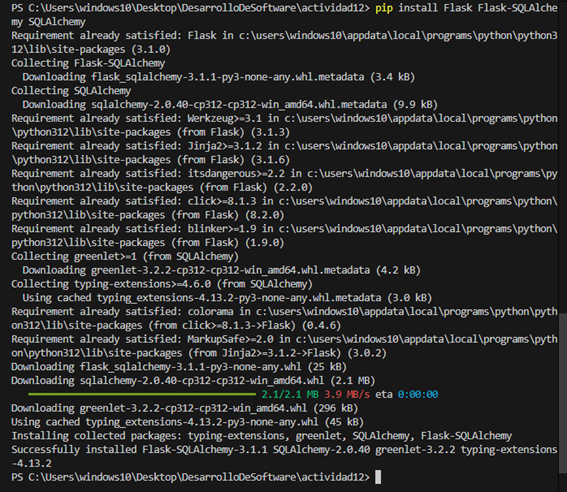 PS C:\Users\windows10\Desktop\DesarrolloDeSoftware\actividad12> pip install Flask Flask-SQLAlche
my SQLAlchemy
Requirement already satisfied: Flask in c:\users\windows10\appdata\local\programs\python\python3
12\lib\site-packages (3.1.0)
Collecting Flask-SQLAlchemy
  Downloading flask_sqlalchemy-3.1.1-py3-none-any.whl.metadata (3.4 kB)
Collecting SQLAlchemy
  Downloading sqlalchemy-2.0.40-cp312-cp312-win_amd64.whl.metadata (9.9 kB)
Requirement already satisfied: Werkzeug>=3.1 in c:\users\windows10\appdata\local\programs\python
\python312\lib\site-packages (from Flask) (3.1.3)
Requirement already satisfied: Jinja2>=3.1.2 in c:\users\windows10\appdata\local\programs\python
\python312\lib\site-packages (from Flask) (3.1.6)
Requirement already satisfied: itsdangerous>=2.2 in c:\users\windows10\appdata\local\programs\py
thon\python312\lib\site-packages (from Flask) (2.2.0)
Requirement already satisfied: click>=8.1.3 in c:\users\windows10\appdata\local\programs\python\
python312\lib\site-packages (from Flask) (8.2.0)
Requirement already satisfied: blinker>=1.9 in c:\users\windows10\appdata\local\programs\python\
python312\lib\site-packages (from Flask) (1.9.0)
Collecting greenlet>=1 (from SQLAlchemy)
  Downloading greenlet-3.2.2-cp312-cp312-win_amd64.whl.metadata (4.2 kB)
Collecting typing-extensions>=4.6.0 (from SQLAlchemy)
  Using cached typing_extensions-4.13.2-py3-none-any.whl.metadata (3.0 kB)
Requirement already satisfied: colorama in c:\users\windows10\appdata\local\programs\python\pyth
on312\lib\site-packages (from click>=8.1.3->Flask) (0.4.6)
Requirement already satisfied: MarkupSafe>=2.0 in c:\users\windows10\appdata\local\programs\pyth
on\python312\lib\site-packages (from Jinja2>=3.1.2->Flask) (3.0.2)
Downloading flask_sqlalchemy-3.1.1-py3-none-any.whl (25 kB)
Downloading sqlalchemy-2.0.40-cp312-cp312-win_amd64.whl (2.1 MB)
2.1/2.1 MB 3.9 MB/s eta 0:00:00
Downloading greenlet-3.2.2-cp312-cp312-win_amd64.whl (296 kB)
Using cached typing_extensions-4.13.2-py3-none-any.whl (45 kB)
Installing collected packages: typing-extensions, greenlet, SQLAlchemy, Flask-SQLAlchemy
Successfully installed Flask-SQLAlchemy-3.1.1 SQLAlchemy-2.0.40 greenlet-3.2.2 typing-extensions
-4.13.2
PS C:\Users\windows10\Desktop\DesarrolloDeSoftware\actividad12>